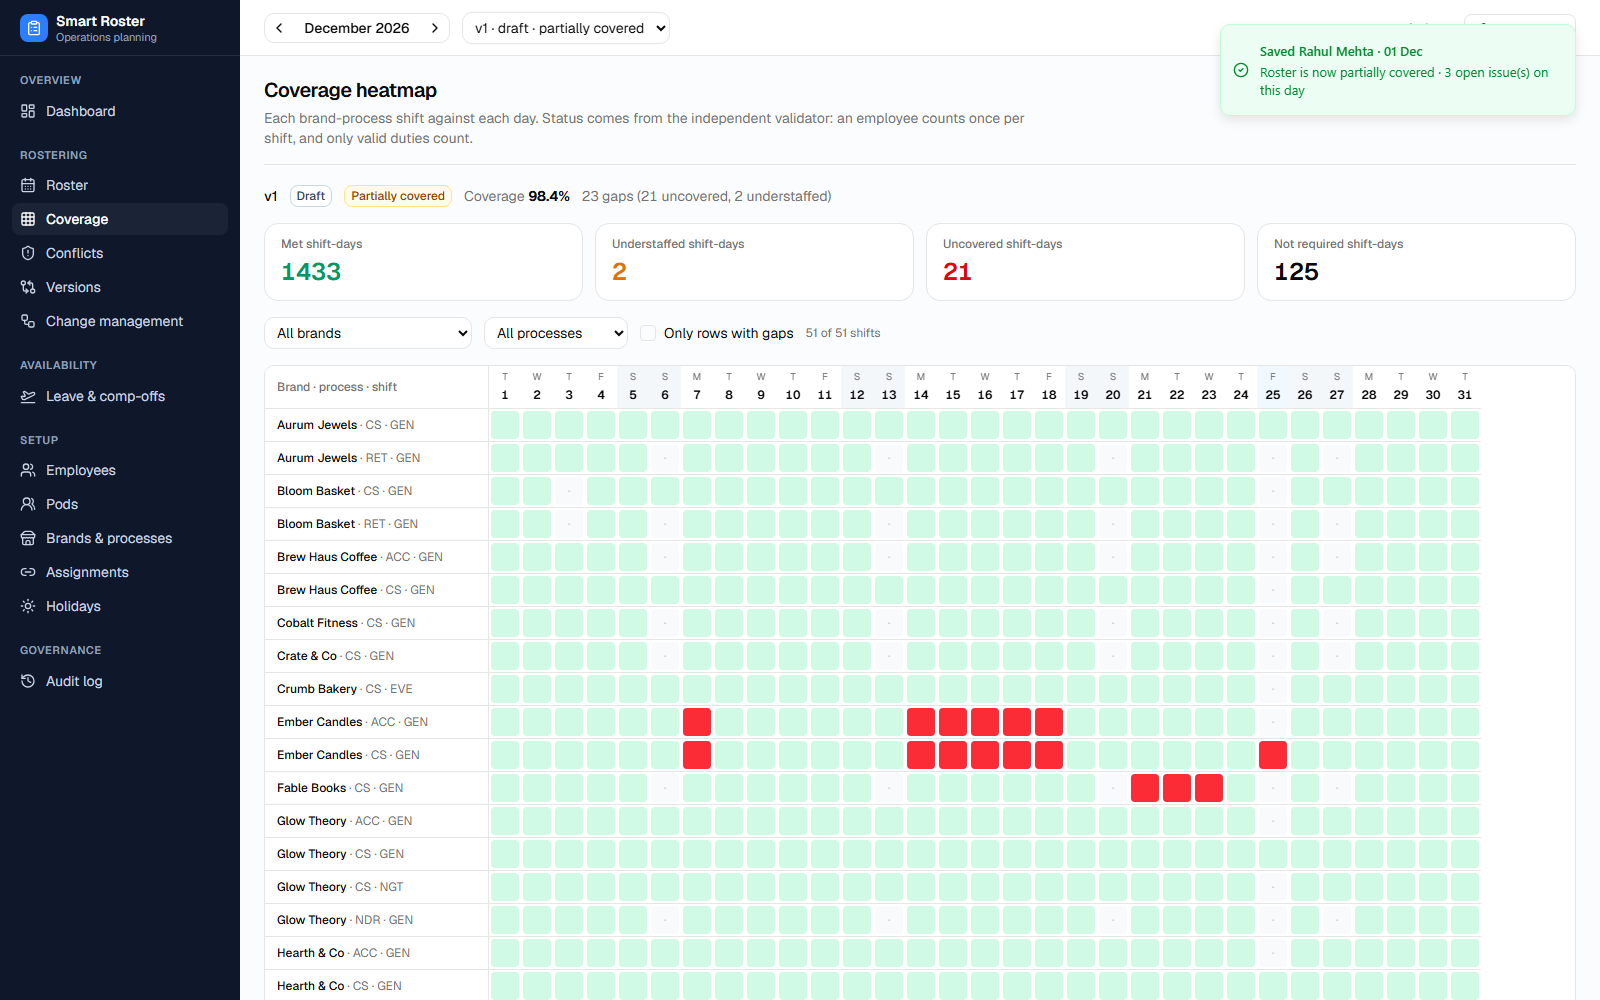 Smart Roster
Operations planning
OVERVIEW
Dashboard
ROSTERING
Roster
Coverage
Conflicts
Versions
Change management
AVAILABILITY
Leave & comp-offs
SETUP
Employees
Pods
Brands & processes
Assignments
Holidays
GOVERNANCE
Audit log
December 2026
v1 · draft · partially covered
Saved Rahul Mehta · 01 Dec
Roster is now partially covered · 3 open issue(s) on
this day
Coverage heatmap
Each brand-process shift against each day. Status comes from the independent validator: an employee counts once per
shift, and only valid duties count.
v1 Draft Partially covered Coverage 98.4% 23 gaps (21 uncovered, 2 understaffed)
Met shift-days
1433
Understaffed shift-days
2
Uncovered shift-days
21
Not required shift-days
125
All brands All processes Only rows with gaps 51 of 51 shifts
Brand · process · shift
T W T F S S M T W T F S S M T W T F S S M T W T F S S M T W T
1 2 3 4 5 6 7 8 9 10 11 12 13 14 15 16 17 18 19 20 21 22 23 24 25 26 27 28 29 30 31
Aurum Jewels · CS · GEN
Aurum Jewels · RET · GEN
Bloom Basket · CS · GEN
Bloom Basket · RET · GEN
Brew Haus Coffee · ACC · GEN
Brew Haus Coffee · CS · GEN
Cobalt Fitness · CS · GEN
Crate & Co · CS · GEN
Crumb Bakery · CS · EVE
Ember Candles · ACC · GEN
Ember Candles · CS · GEN
Fable Books · CS · GEN
Glow Theory · ACC · GEN
Glow Theory · CS · GEN
Glow Theory · CS · NGT
Glow Theory · NDR · GEN
Hearth & Co · ACC · GEN
Hearth & Co · CS · GEN